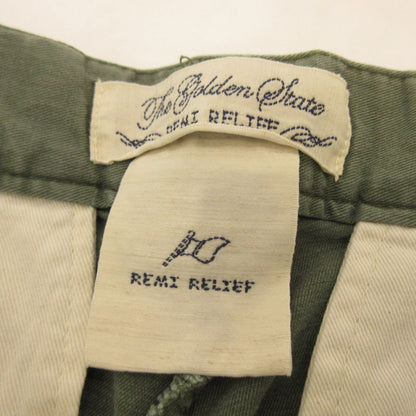 The Golden State
REMI RELIEF
REMI RELIEF